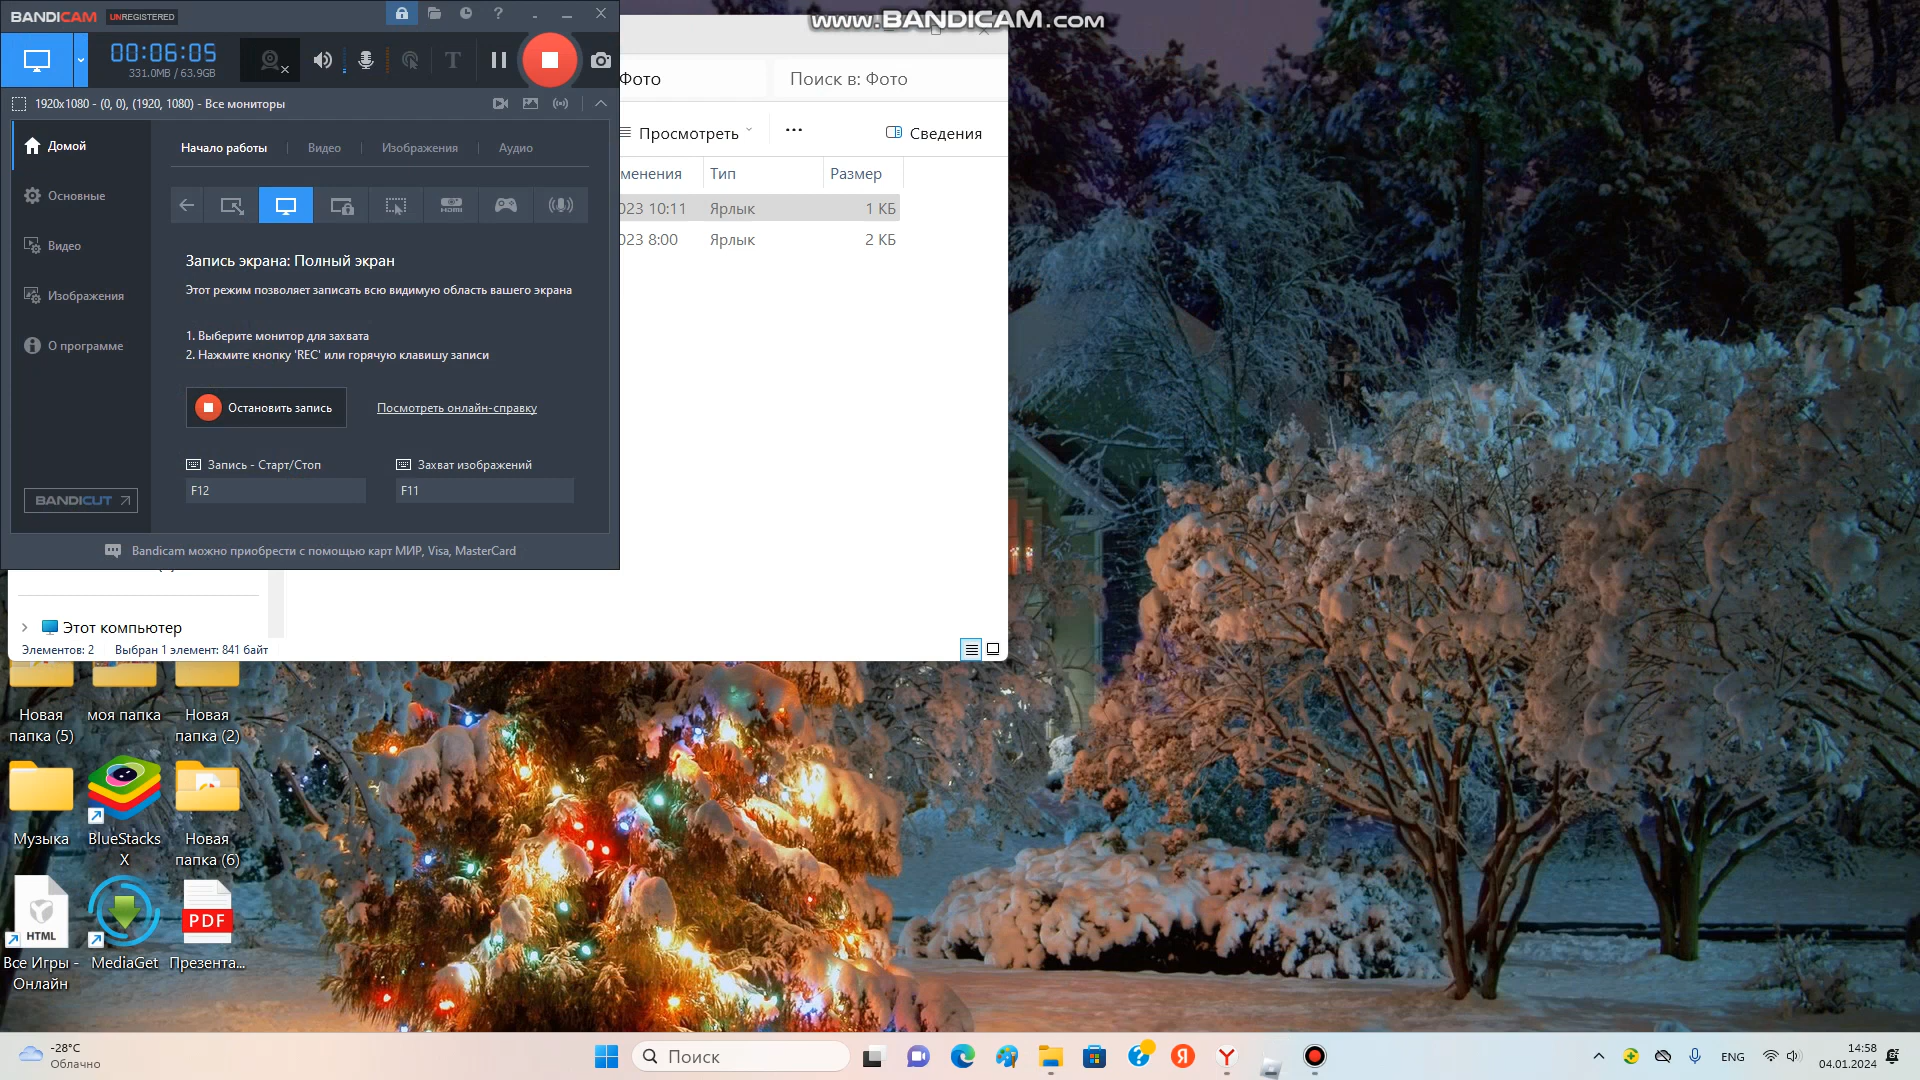 BANDICAM UNREGISTERED
www.BANDICAM.com
00:06:05
331.0MB / 63.9GB
1920x1080 - (0, 0), (1920, 1080) - Все мониторы
Домой
Основные
Видео
Изображения
О программе
BANDICUT
Начало работы
Видео
Изображения
Аудио
HDMI
Запись экрана: Полный экран
Этот режим позволяет записать всю видимую область вашего экрана
1. Выберите монитор для захвата
2. Нажмите кнопку 'REC' или горячую клавишу записи
Остановить запись
Посмотреть онлайн-справку
Запись - Старт/Стоп
Захват изображений
F12
F11
Bandicam можно приобрести с помощью карт МИР, Visa, MasterCard
Фото
Поиск в: Фото
Просмотреть
Сведения
менения
Тип
Размер
023 10:11
Ярлык
1 КБ
023 8:00
Ярлык
2 КБ
Этот компьютер
Элементов: 2
Выбран 1 элемент: 841 байт
Новая
папка (5)
моя папка
Новая
папка (2)
Музыка
BlueStacks
X
Новая
папка (6)
HTML
PDF
Все Игры -
Онлайн
MediaGet
Презента...
-28°C
Облачно
Поиск
ENG
14:58
04.01.2024